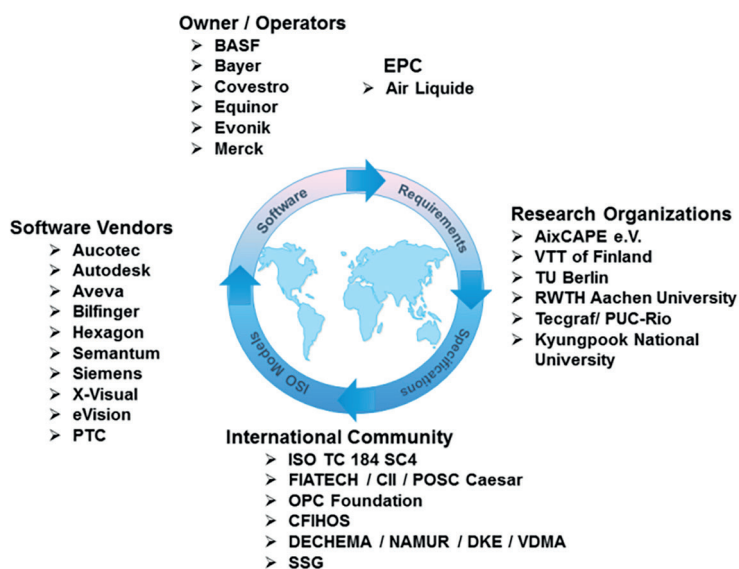 Owner / Operators
➢ BASF
➢ Bayer
➢ Covestro
➢ Equinor
➢ Evonik
➢ Merck
EPC
➢ Air Liquide
Software
Requirements
Specifications
ISO Models
Software Vendors
➢ Aucotec
➢ Autodesk
➢ Aveva
➢ Bilfinger
➢ Hexagon
➢ Semantum
➢ Siemens
➢ X-Visual
➢ eVision
➢ PTC
Research Organizations
➢ AixCAPE e.V.
➢ VTT of Finland
➢ TU Berlin
➢ RWTH Aachen University
➢ Tecgraf/ PUC-Rio
➢ Kyungpook National
University
International Community
➢ ISO TC 184 SC4
➢ FIATECH / CII / POSC Caesar
➢ OPC Foundation
➢ CFIHOS
➢ DECHEMA / NAMUR / DKE / VDMA
➢ SSG